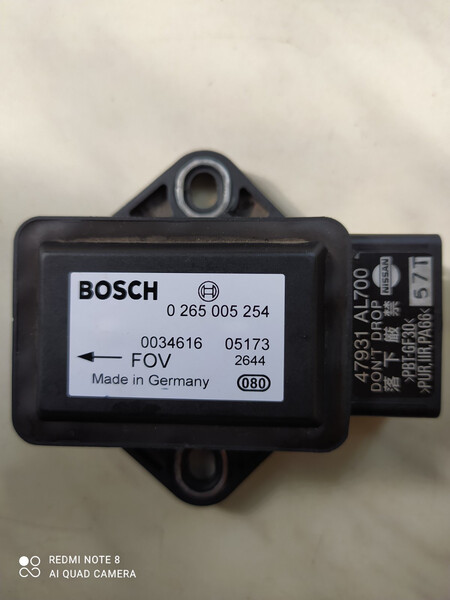 BOSCH
0 265 005 254
0034616 05173
FOV 2644
Made in Germany 080
47931 AL700
NISSAN
DON'T DROP
落下厳禁
>PBT-GF30<
>PUR,IIR,PA66<
57T
REDMI NOTE 8
AI QUAD CAMERA